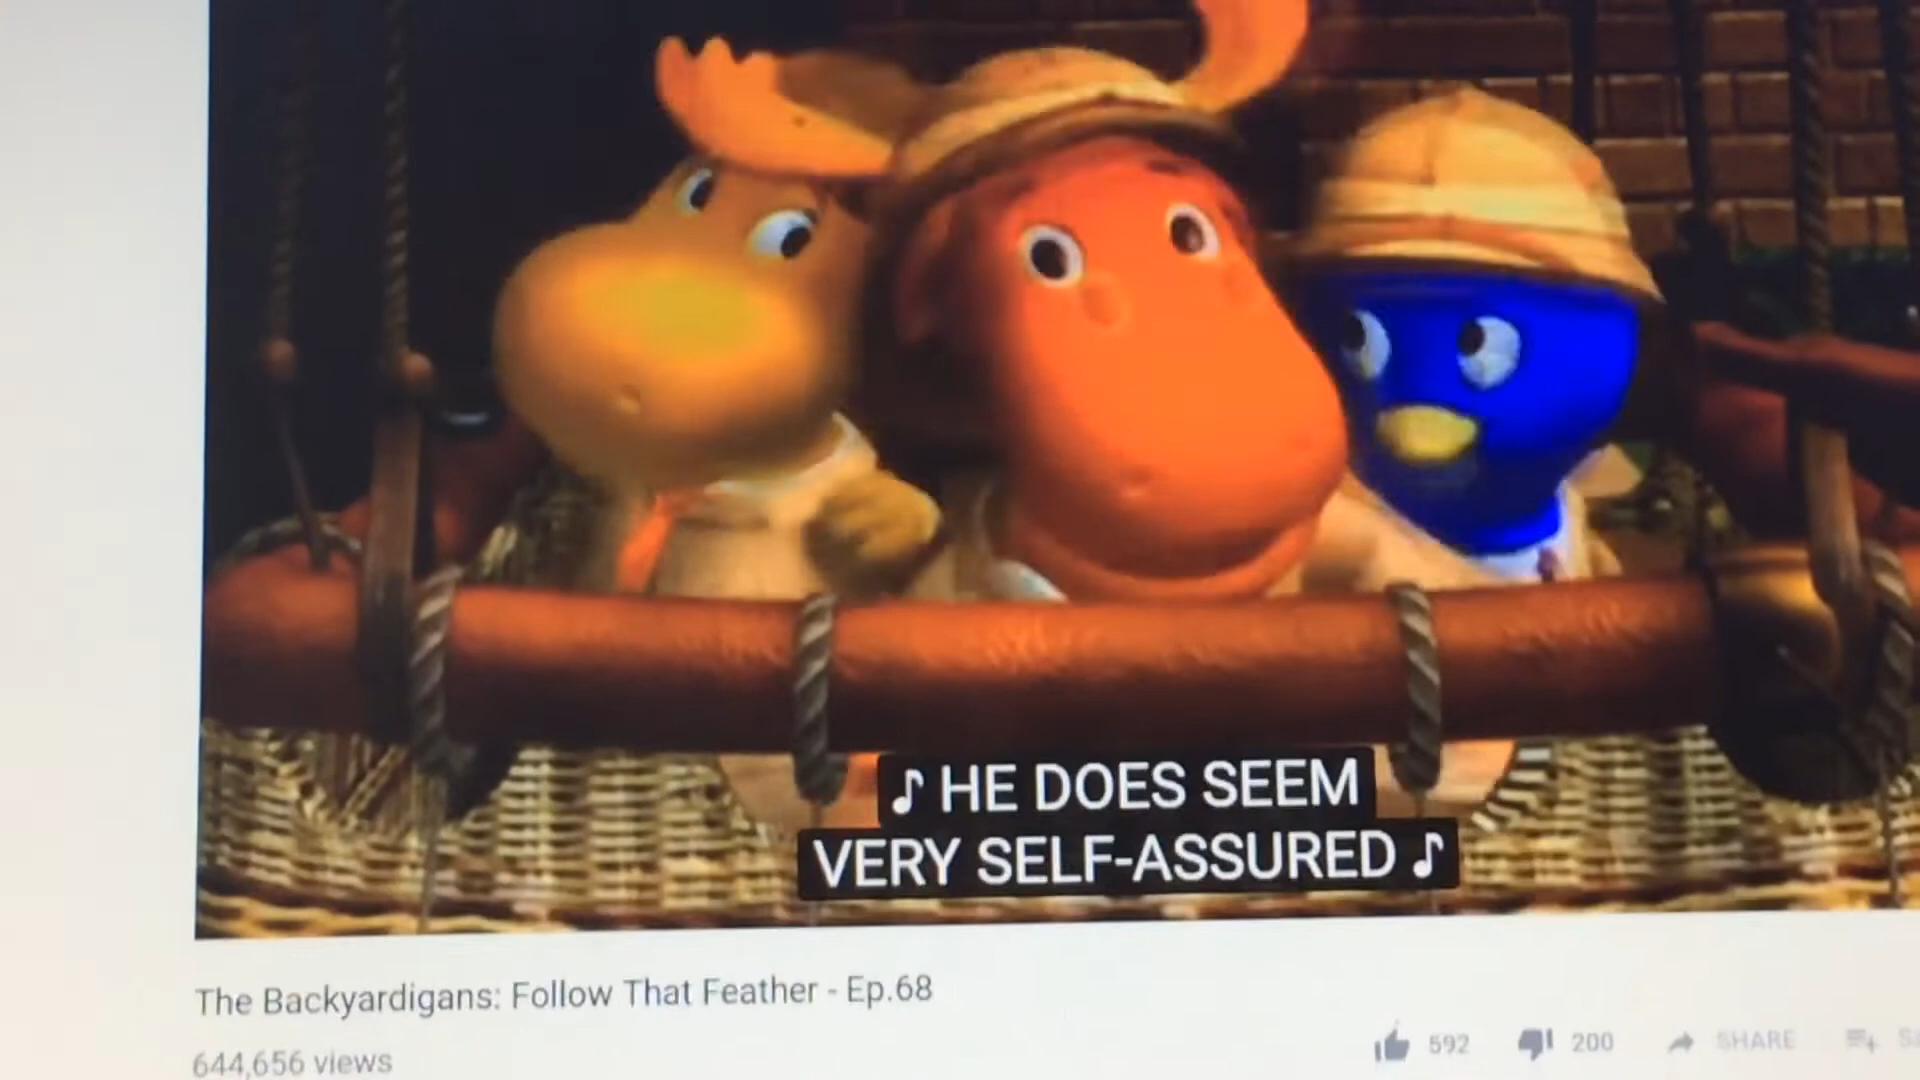 ♪ HE DOES SEEM
VERY SELF-ASSURED ♪
The Backyardigans: Follow That Feather - Ep.68
644,656 views
592 200 SHARE